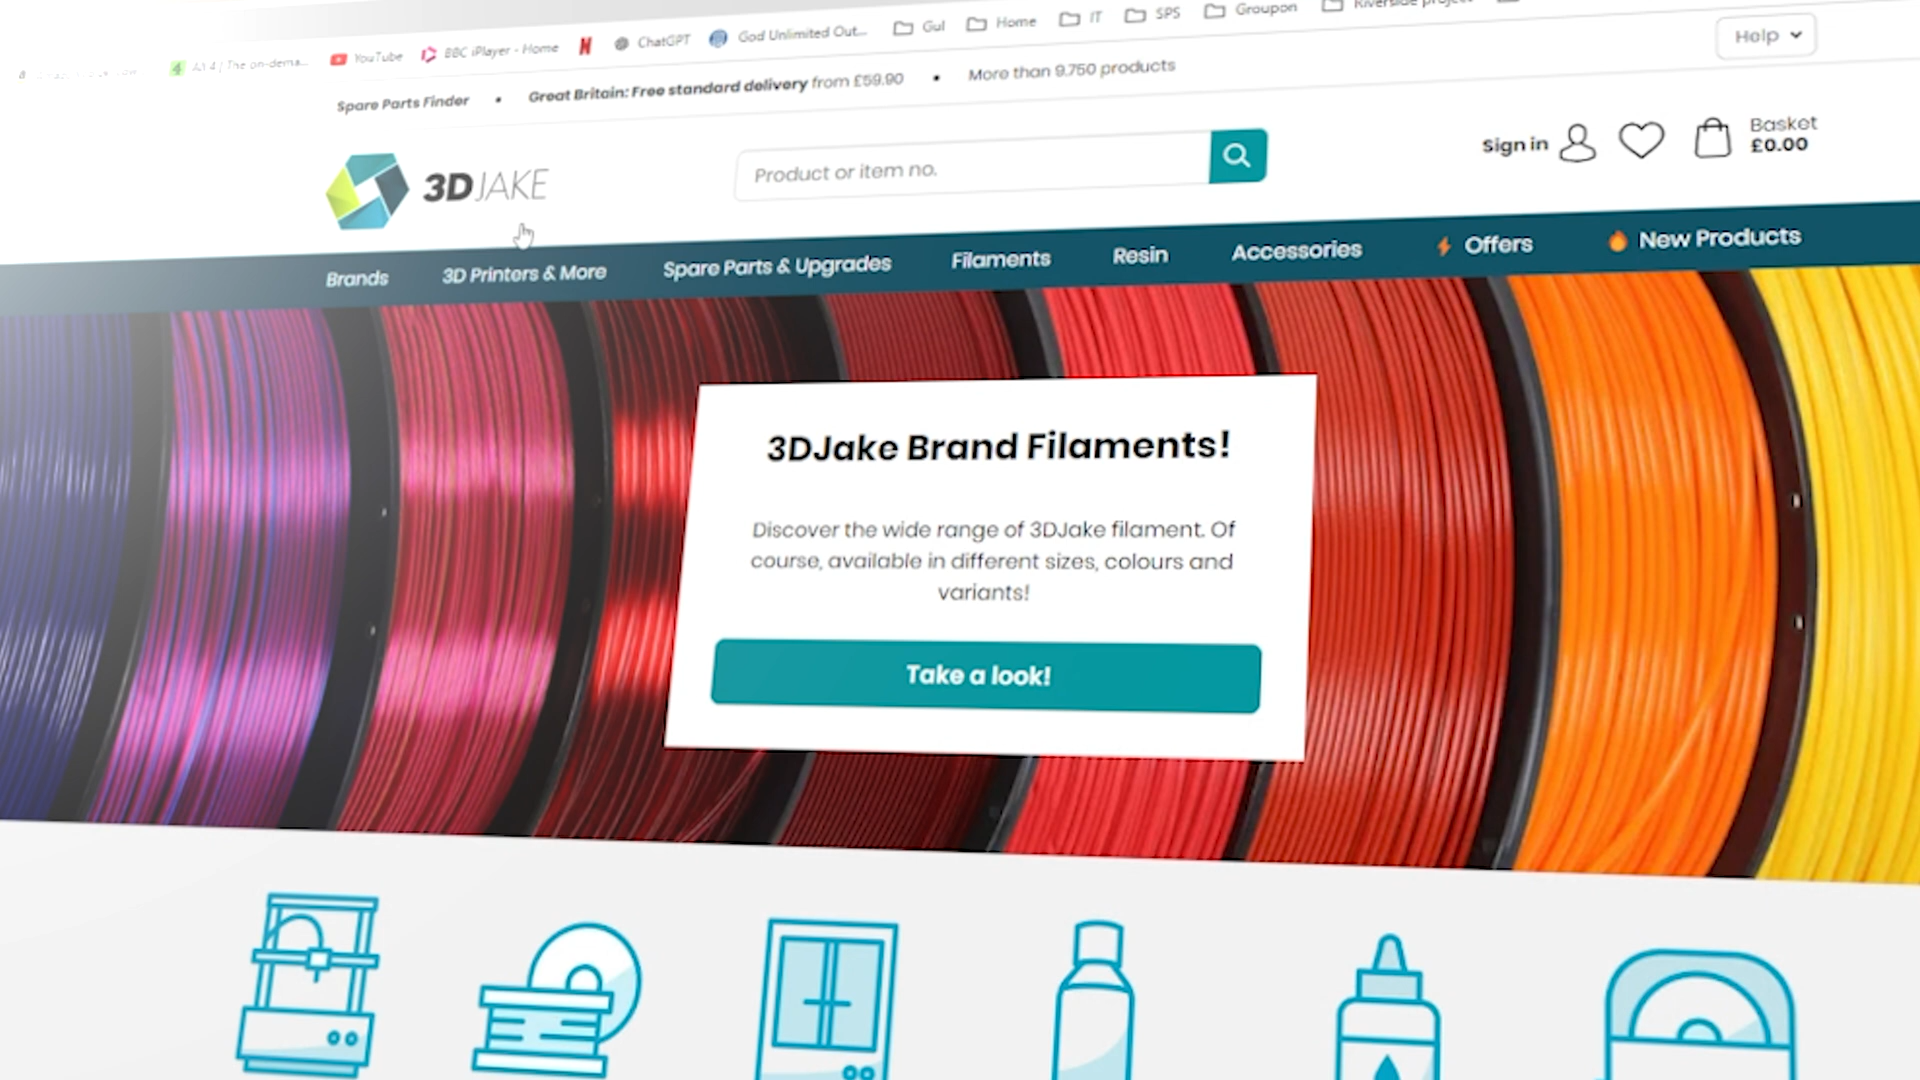 YouTube
BBC iPlayer - Home
ChatGPT
God Unlimited Out...
Gul
Home
IT
SPS
Groupon
Spare Parts Finder • Great Britain: Free standard delivery from £59.90 • More than 9.750 products
Help
3DJAKE
Product or item no.
Sign in
Basket
£0.00
Brands
3D Printers & More
Spare Parts & Upgrades
Filaments
Resin
Accessories
Offers
New Products
3DJake Brand Filaments!
Discover the wide range of 3DJake filament. Of
course, available in different sizes, colours and
variants!
Take a look!